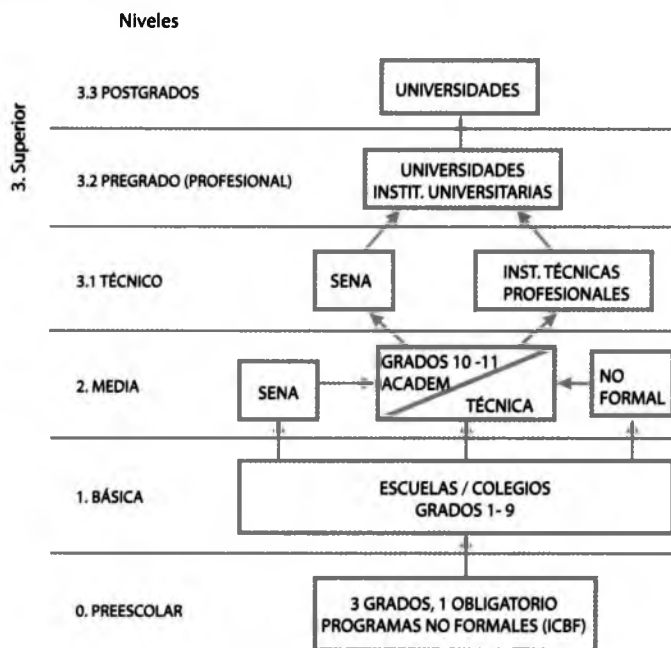 Niveles
3. Superior
3.3 POSTGRADOS
UNIVERSIDADES
3.2 PREGRADO (PROFESIONAL)
UNIVERSIDADES
INSTIT. UNIVERSITARIAS
3.1 TÉCNICO
SENA
INST. TÉCNICAS
PROFESIONALES
2. MEDIA
SENA
GRADOS 10 -11
ACADEM
TÉCNICA
NO
FORMAL
1. BÁSICA
ESCUELAS / COLEGIOS
GRADOS 1- 9
0. PREESCOLAR
3 GRADOS, 1 OBLIGATORIO
PROGRAMAS NO FORMALES (ICBF)